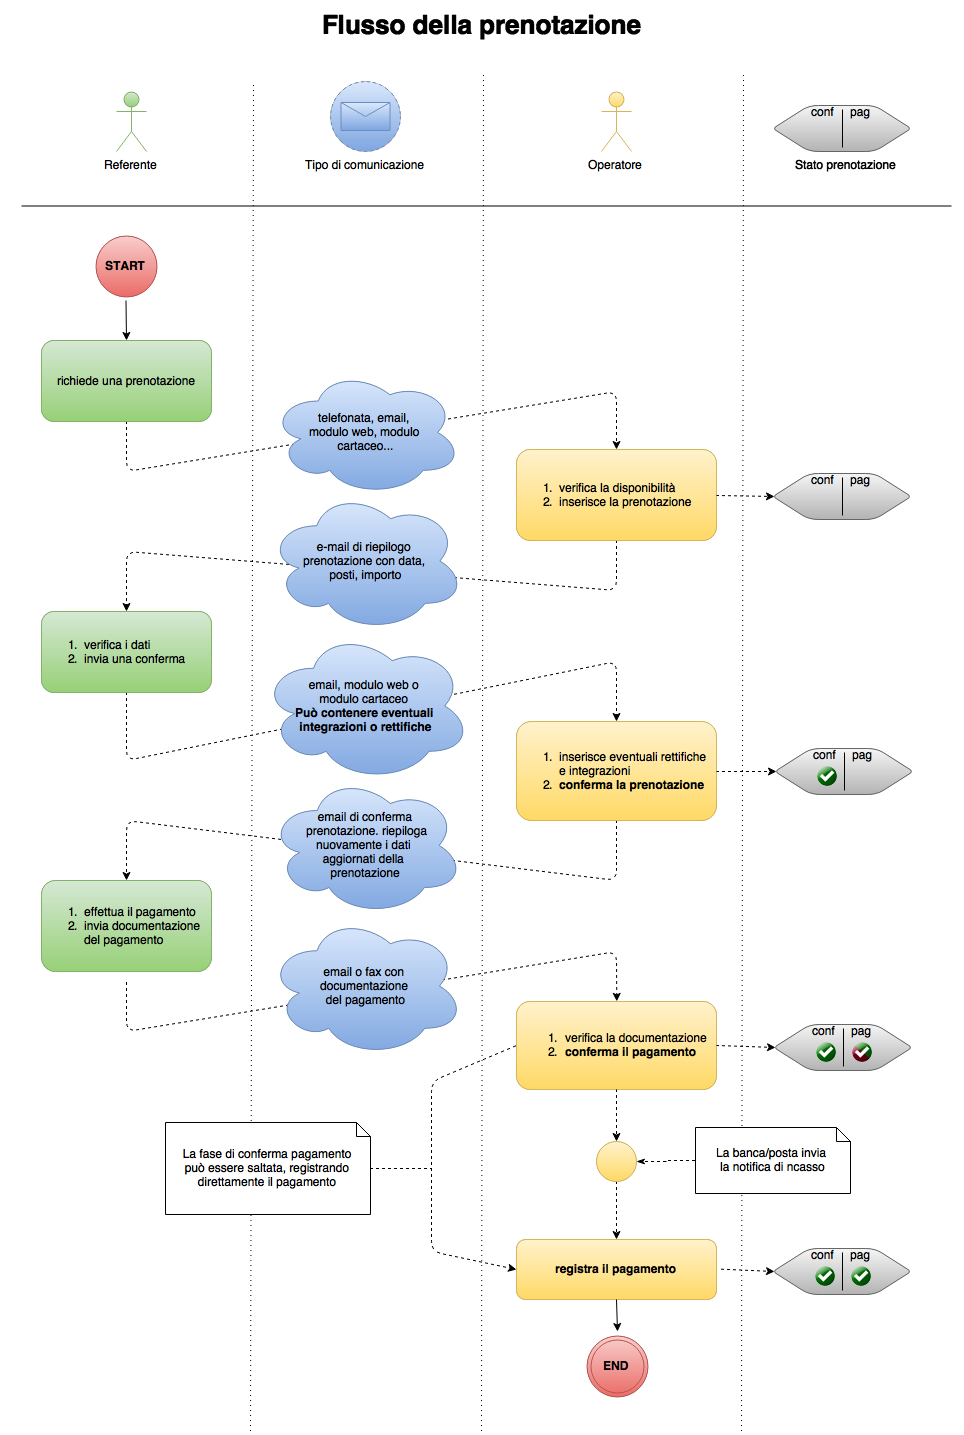 Flusso della prenotazione
conf pag
Referente
Tipo di comunicazione
Operatore
Stato prenotazione
START
richiede una prenotazione
telefonata, email,
modulo web, modulo
cartaceo...
1. verifica la disponibilità
2. inserisce la prenotazione
conf pag
e-mail di riepilogo
prenotazione con data,
posti, importo
1. verifica i dati
2. invia una conferma
email, modulo web o
modulo cartaceo
Può contenere eventuali
integrazioni o rettifiche
1. inserisce eventuali rettifiche
e integrazioni
2. conferma la prenotazione
conf pag
email di conferma
prenotazione. riepiloga
nuovamente i dati
aggiornati della
prenotazione
1. effettua il pagamento
2. invia documentazione
del pagamento
email o fax con
documentazione
del pagamento
1. verifica la documentazione
2. conferma il pagamento
conf pag
La fase di conferma pagamento
può essere saltata, registrando
direttamente il pagamento
La banca/posta invia
la notifica di ncasso
registra il pagamento
conf pag
END